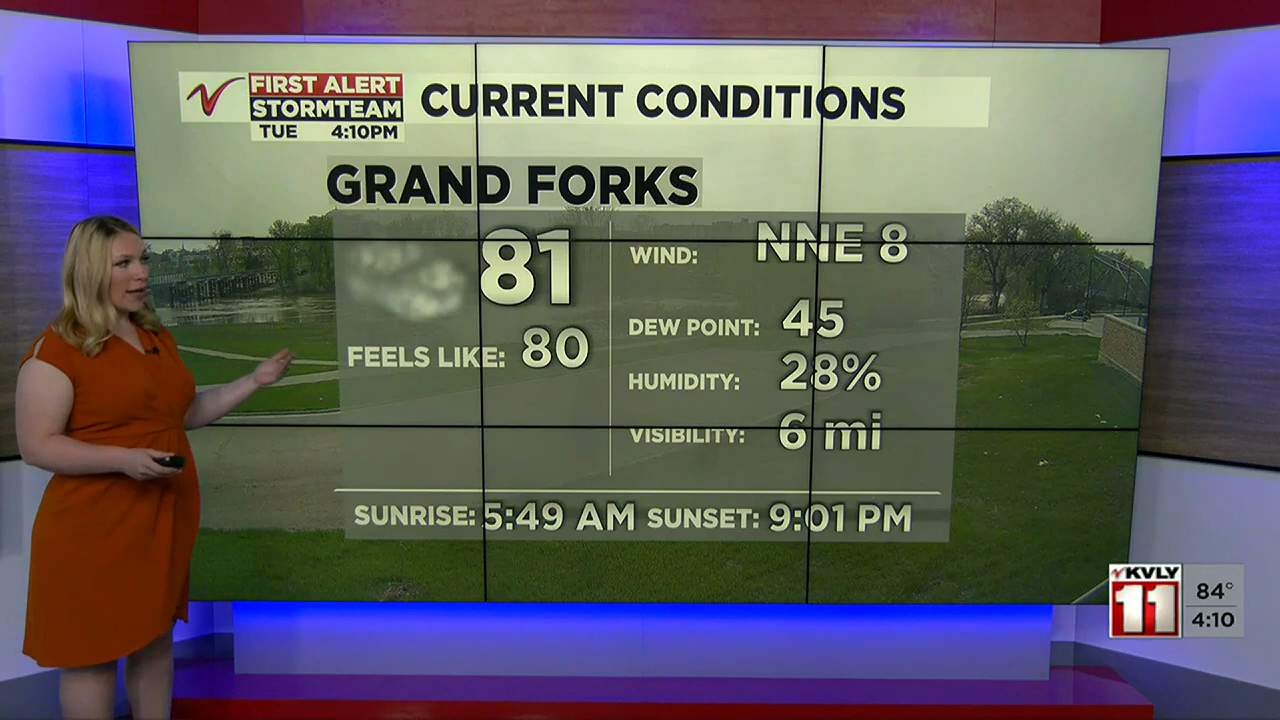 FIRST ALERT
STORMTEAM
TUE 4:10PM
CURRENT CONDITIONS
GRAND FORKS
81
FEELS LIKE: 80
WIND: NNE 8
DEW POINT: 45
HUMIDITY: 28%
VISIBILITY: 6 mi
SUNRISE: 5:49 AM SUNSET: 9:01 PM
KVLY
11
84°
4:10